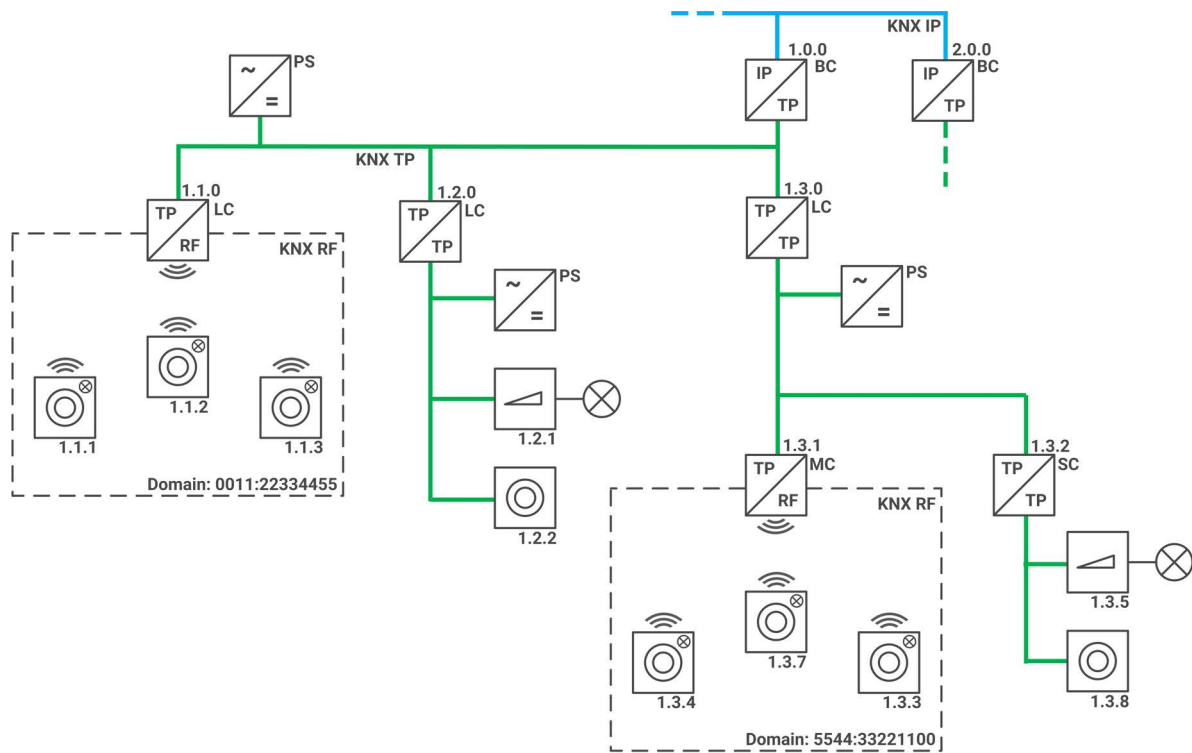 KNX IP
1.0.0
BC
IP
TP
2.0.0
BC
IP
TP
PS
~
=
KNX TP
1.1.0
LC
TP
RF
1.2.0
LC
TP
TP
1.3.0
LC
TP
TP
KNX RF
1.1.1
1.1.2
1.1.3
Domain: 0011:22334455
PS
~
=
1.2.1
1.2.2
PS
~
=
1.3.1
MC
TP
RF
1.3.2
SC
TP
TP
KNX RF
1.3.4
1.3.7
1.3.3
Domain: 5544:33221100
1.3.5
1.3.8